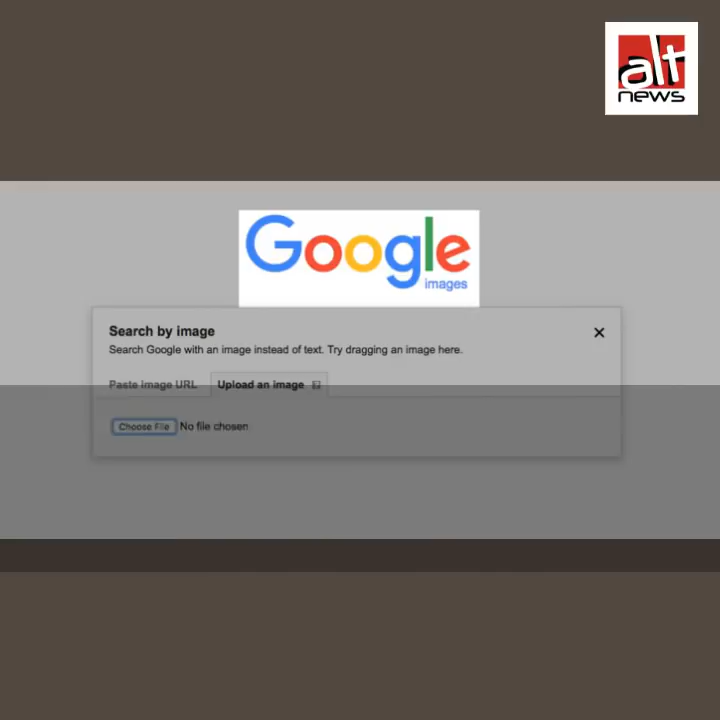 alt
news
Google
images
Search by image
Search Google with an image instead of text. Try dragging an image here.
Paste image URL Upload an image
Choose File No file chosen